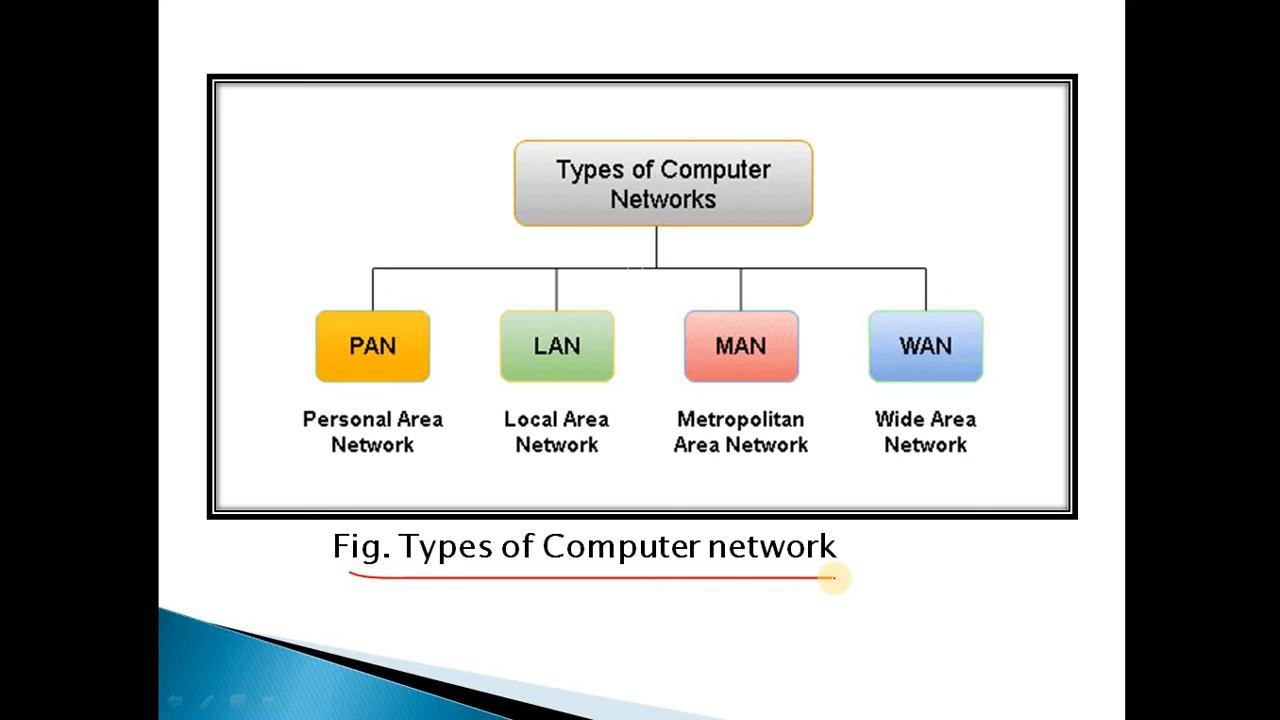 Types of Computer
Networks
PAN
LAN
MAN
WAN
Personal Area
Network
Local Area
Network
Metropolitan
Area Network
Wide Area
Network
Fig. Types of Computer network